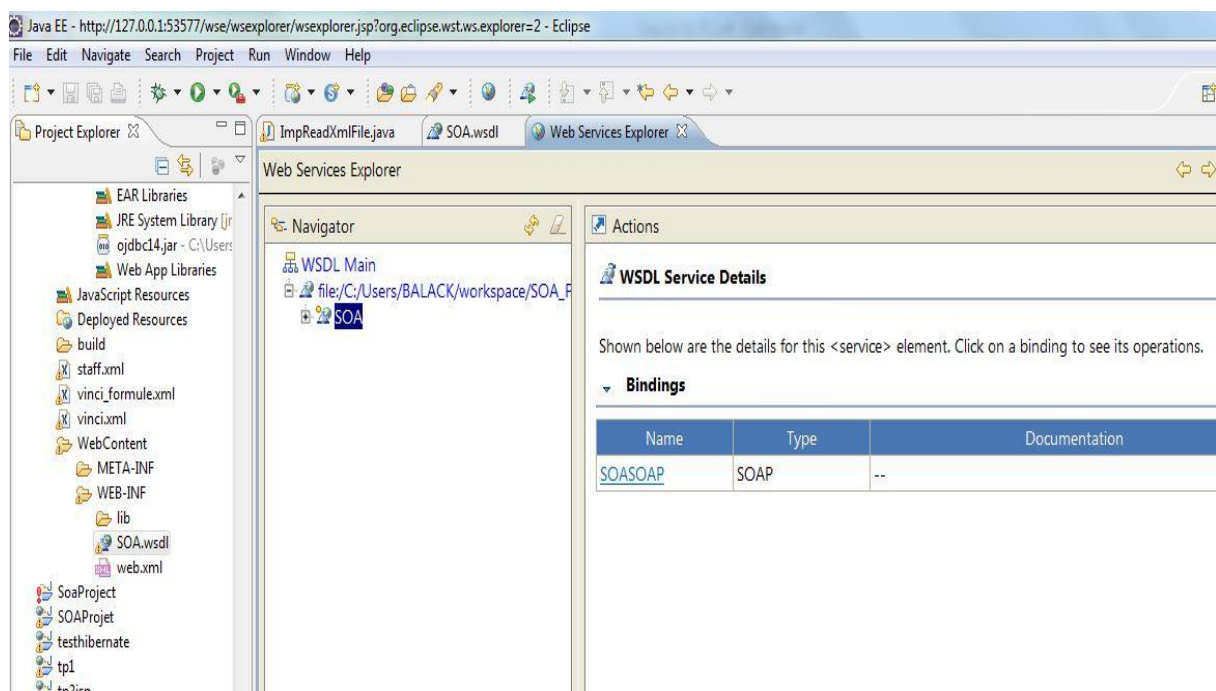 Java EE - http://127.0.0.1:53577/wse/wsexplorer/wsexplorer.jsp?org.eclipse.wst.ws.explorer=2 - Eclipse
File Edit Navigate Search Project Run Window Help
Project Explorer
ImpReadXmlFile.java
SOA.wsdl
Web Services Explorer
EAR Libraries
JRE System Library [jr
ojdbc14.jar - C:\Users
Web App Libraries
JavaScript Resources
Deployed Resources
build
staff.xml
vinci_formule.xml
vinci.xml
WebContent
META-INF
WEB-INF
lib
SOA.wsdl
web.xml
SoaProject
SOAProjet
testhibernate
tp1
tp2jsp
Web Services Explorer
Navigator
WSDL Main
file:/C:/Users/BALACK/workspace/SOA_P
SOA
Actions
WSDL Service Details
Shown below are the details for this <service> element. Click on a binding to see its operations.
Bindings
Name Type Documentation
SOASOAP SOAP --